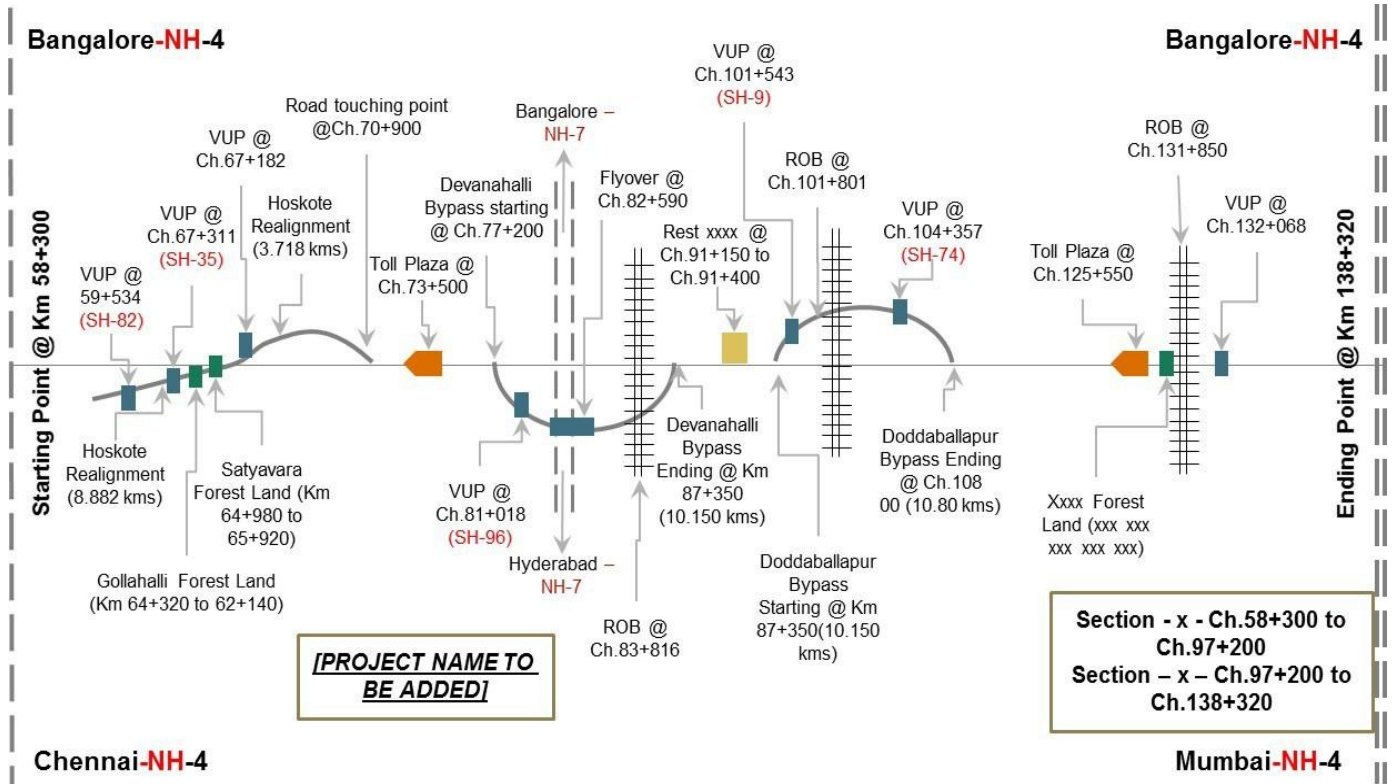 Bangalore-NH-4
Bangalore-NH-4
Starting Point @ Km 58+300
VUP @
59+534
(SH-82)
VUP @
Ch.67+311
(SH-35)
VUP @
Ch.67+182
Hoskote
Realignment
(3.718 kms)
Road touching point
@Ch.70+900
Toll Plaza @
Ch.73+500
Devanahalli
Bypass starting
@ Ch.77+200
Bangalore –
NH-7
Flyover @
Ch.82+590
Rest xxxx @
Ch.91+150 to
Ch.91+400
VUP @
Ch.101+543
(SH-9)
ROB @
Ch.101+801
VUP @
Ch.104+357
(SH-74)
Toll Plaza @
Ch.125+550
ROB @
Ch.131+850
VUP @
Ch.132+068
Ending Point @ Km 138+320
Hoskote
Realignment
(8.882 kms)
Satyavara
Forest Land (Km
64+980 to
65+920)
Gollahalli Forest Land
(Km 64+320 to 62+140)
VUP @
Ch.81+018
(SH-96)
Hyderabad –
NH-7
ROB @
Ch.83+816
Devanahalli
Bypass
Ending @ Km
87+350
(10.150 kms)
Doddaballapur
Bypass
Starting @ Km
87+350(10.150
kms)
Doddaballapur
Bypass Ending
@ Ch.108
00 (10.80 kms)
Xxxx Forest
Land (xxx xxx
xxx xxx xxx)
[PROJECT NAME TO
BE ADDED]
Section - x - Ch.58+300 to
Ch.97+200
Section – x – Ch.97+200 to
Ch.138+320
Chennai-NH-4
Mumbai-NH-4